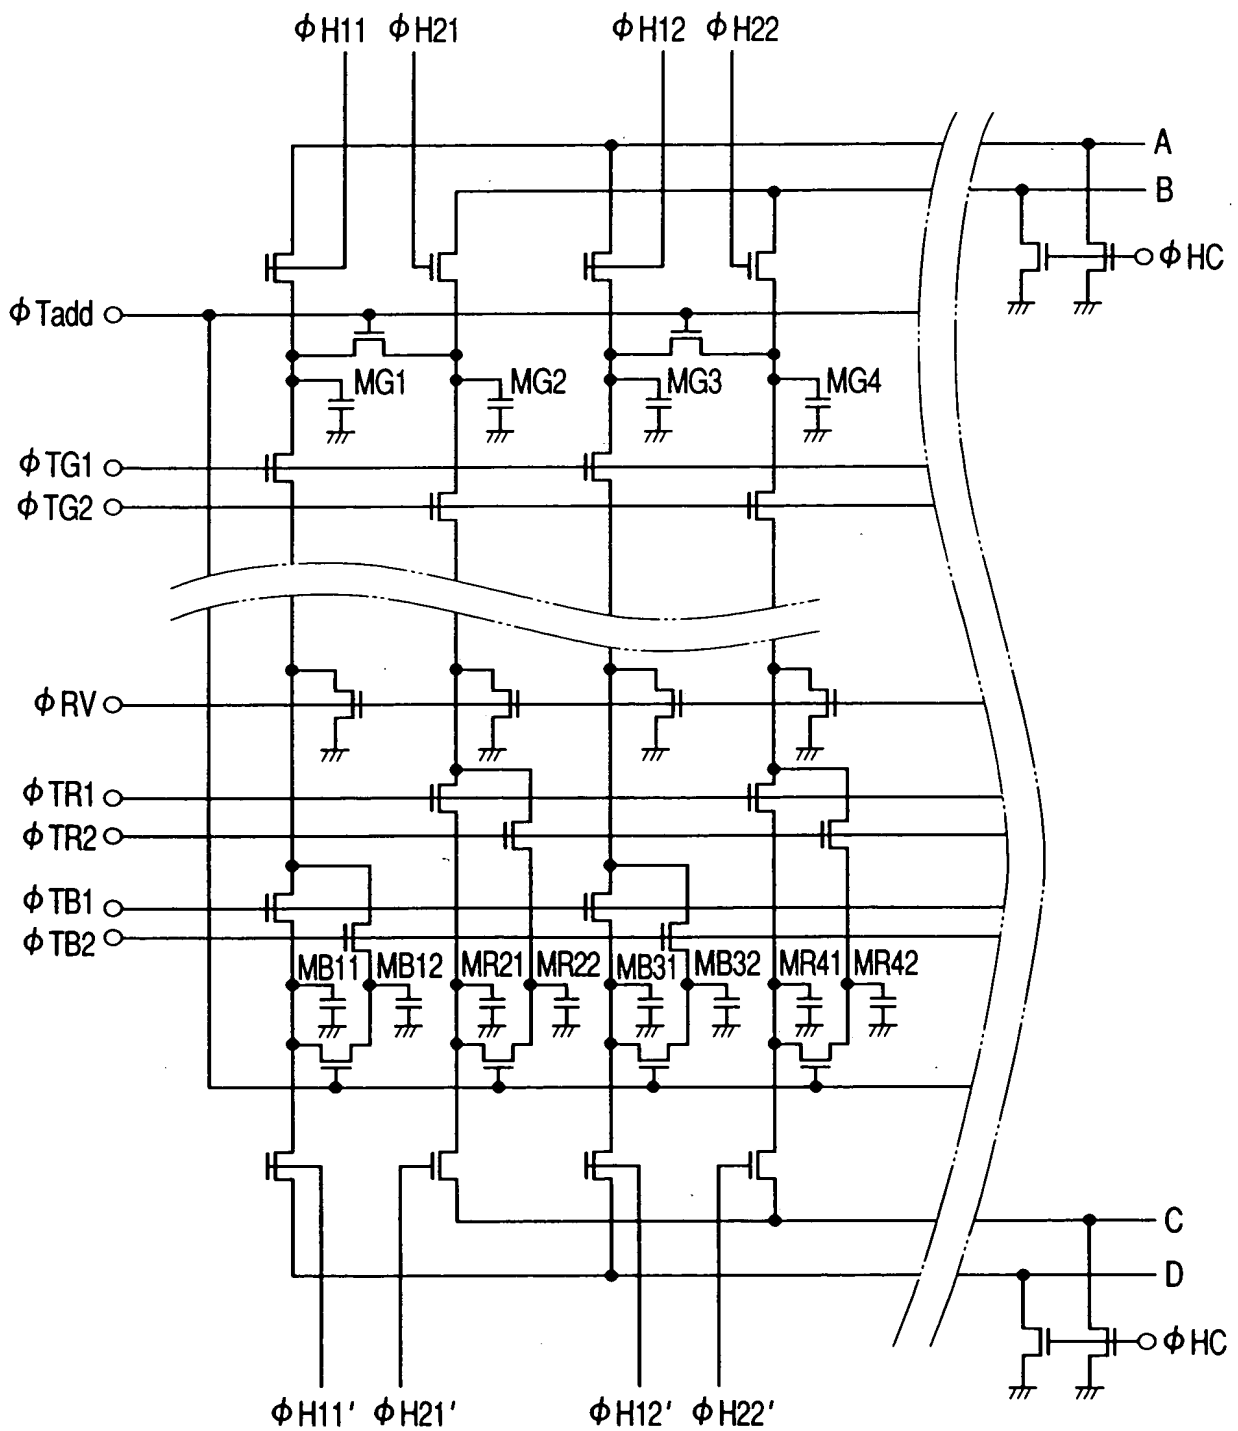 ϕH11 ϕH21 ϕH12 ϕH22
A
B
ϕHC
ϕTadd
MG1 MG2 MG3 MG4
ϕTG1
ϕTG2
ϕRV
ϕTR1
ϕTR2
ϕTB1
ϕTB2
MB11 MB12 MR21 MR22 MB31 MB32 MR41 MR42
C
D
ϕHC
ϕH11' ϕH21' ϕH12' ϕH22'